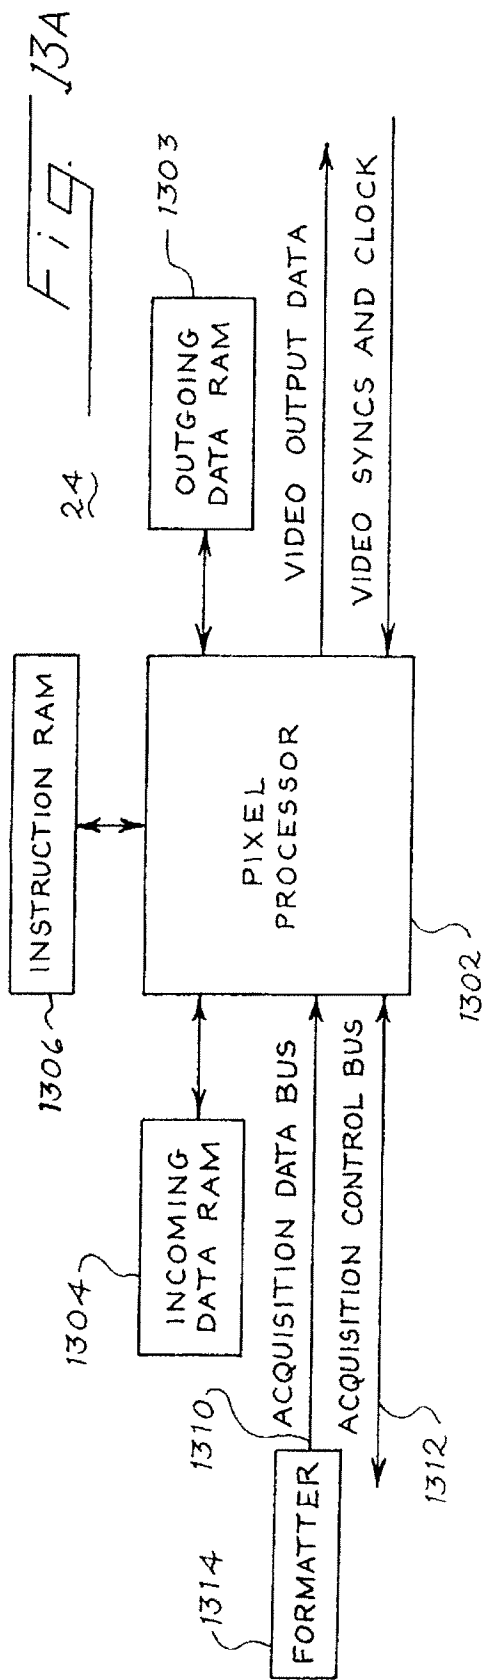 Fig. 13A
24
1306
INSTRUCTION RAM
1304
INCOMING
DATA RAM
OUTGOING
DATA RAM
1303
PIXEL
PROCESSOR
1302
1314
FORMATTER
1310
ACQUISITION DATA BUS
ACQUISITION CONTROL BUS
1312
VIDEO OUTPUT DATA
VIDEO SYNCS AND CLOCK